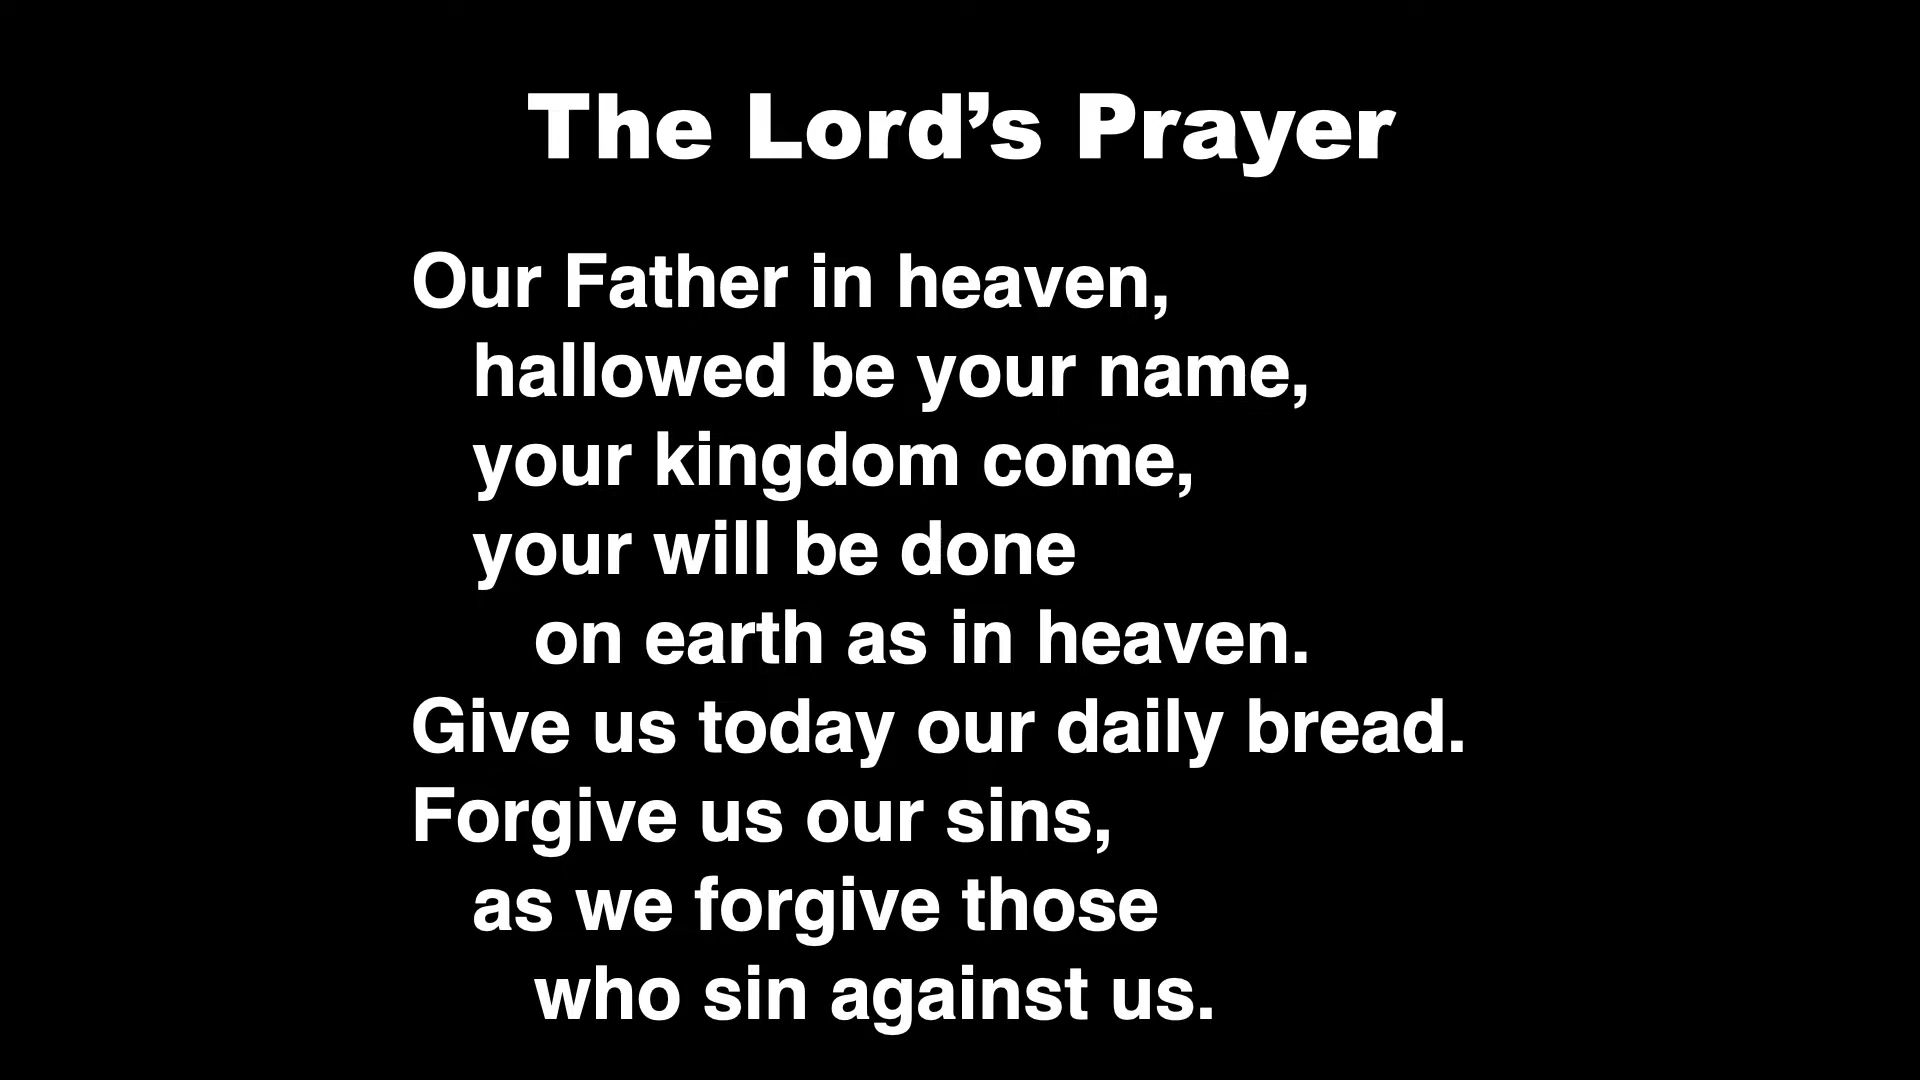 The Lord’s Prayer
Our Father in heaven,
hallowed be your name,
your kingdom come,
your will be done
on earth as in heaven.
Give us today our daily bread.
Forgive us our sins,
as we forgive those
who sin against us.